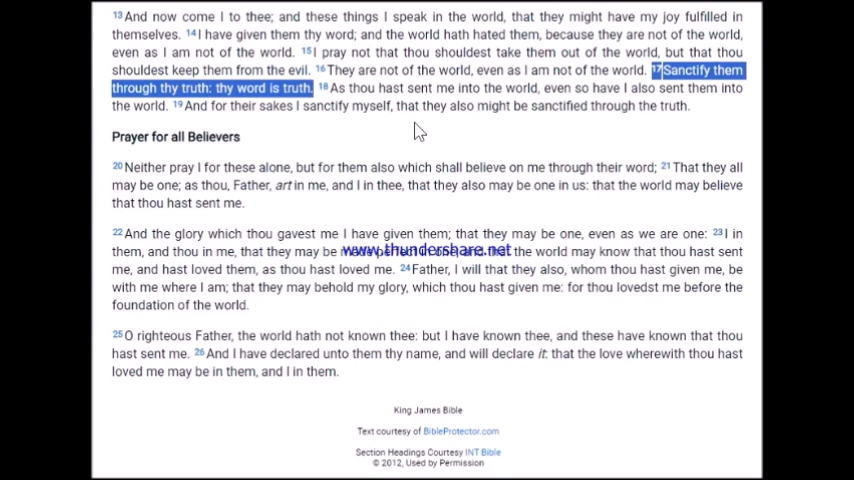 13And now come I to thee; and these things I speak in the world, that they might have my joy fulfilled in
themselves. 14I have given them thy word; and the world hath hated them, because they are not of the world,
even as I am not of the world. 15I pray not that thou shouldest take them out of the world, but that thou
shouldest keep them from the evil. 16They are not of the world, even as I am not of the world. 17Sanctify them
through thy truth: thy word is truth. 18As thou hast sent me into the world, even so have I also sent them into
the world. 19And for their sakes I sanctify myself, that they also might be sanctified through the truth.
Prayer for all Believers
20Neither pray I for these alone, but for them also which shall believe on me through their word; 21That they all
may be one; as thou, Father, art in me, and I in thee, that they also may be one in us: that the world may believe
that thou hast sent me.
22And the glory which thou gavest me I have given them; that they may be one, even as we are one: 23I in
them, and thou in me, that they may be made perfect in one; and that the world may know that thou hast sent
www.thundershare.net
me, and hast loved them, as thou hast loved me. 24Father, I will that they also, whom thou hast given me, be
with me where I am; that they may behold my glory, which thou hast given me: for thou lovedst me before the
foundation of the world.
25O righteous Father, the world hath not known thee: but I have known thee, and these have known that thou
hast sent me. 26And I have declared unto them thy name, and will declare it: that the love wherewith thou hast
loved me may be in them, and I in them.
King James Bible
Text courtesy of BibleProtector.com
Section Headings Courtesy INT Bible
© 2012, Used by Permission